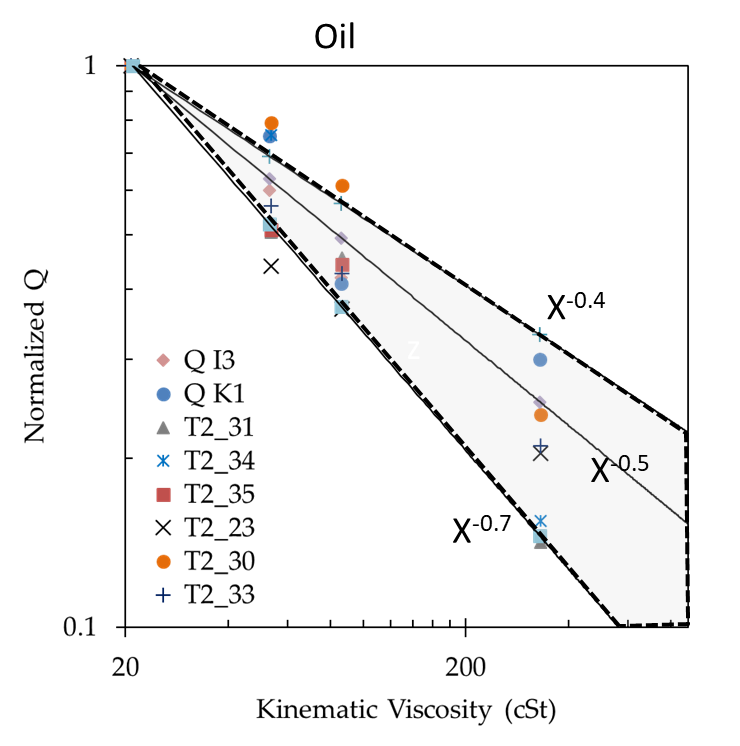 Oil
1
Normalized Q
X-0.4
Z
Q I3
Q K1
T2_31
T2_34
T2_35
T2_23
T2_30
T2_33
X-0.5
X-0.7
0.1
20
200
Kinematic Viscosity (cSt)